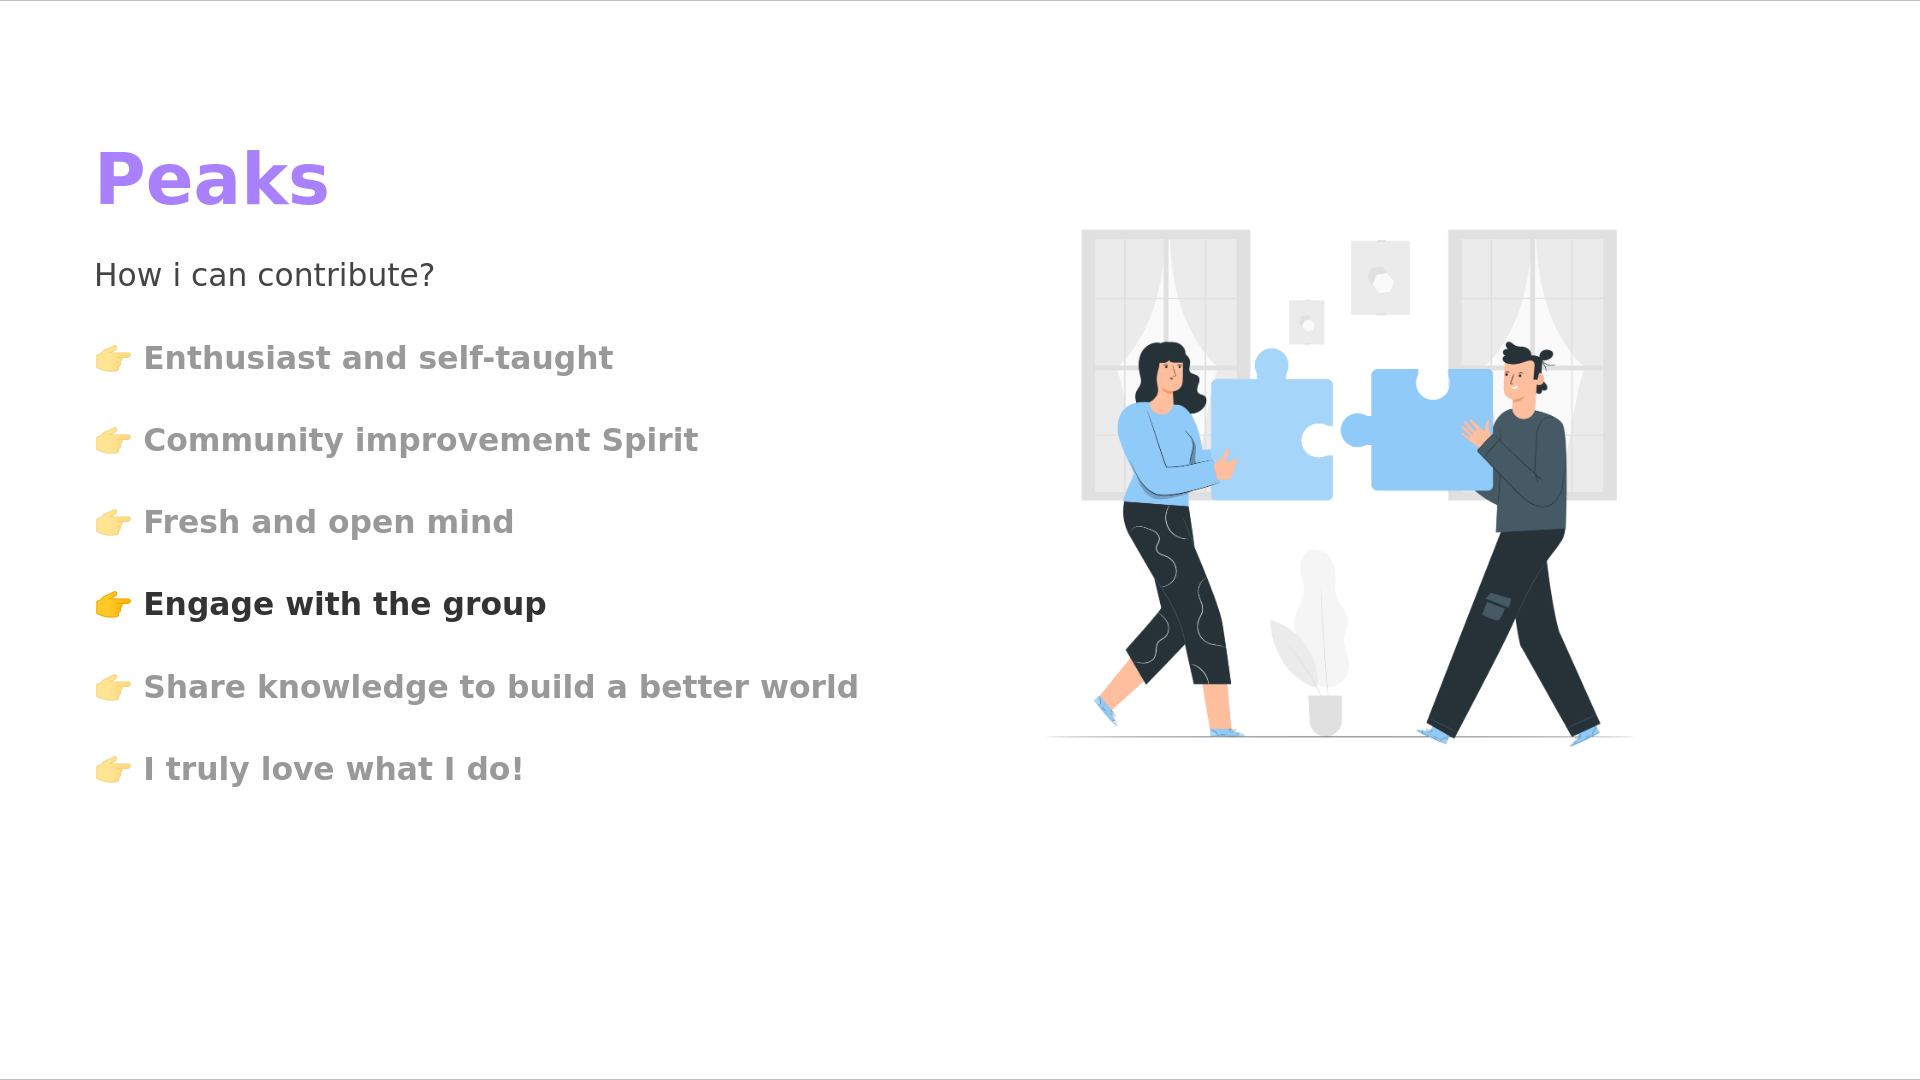 Peaks
How i can contribute?
👉 Enthusiast and self-taught
👉 Community improvement Spirit
👉 Fresh and open mind
👉 Engage with the group
👉 Share knowledge to build a better world
👉 I truly love what I do!